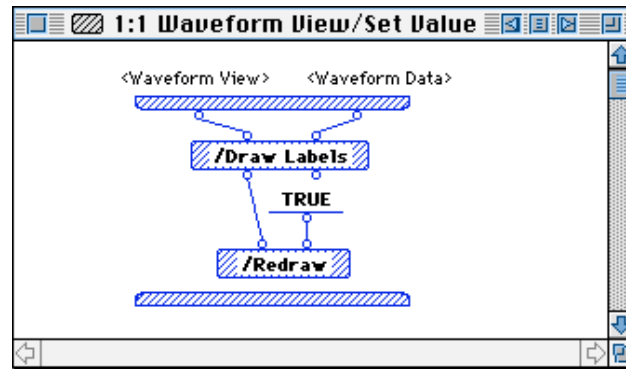 1:1 Waveform View/Set Value
<Waveform View> <Waveform Data>
/Draw Labels
TRUE
/Redraw